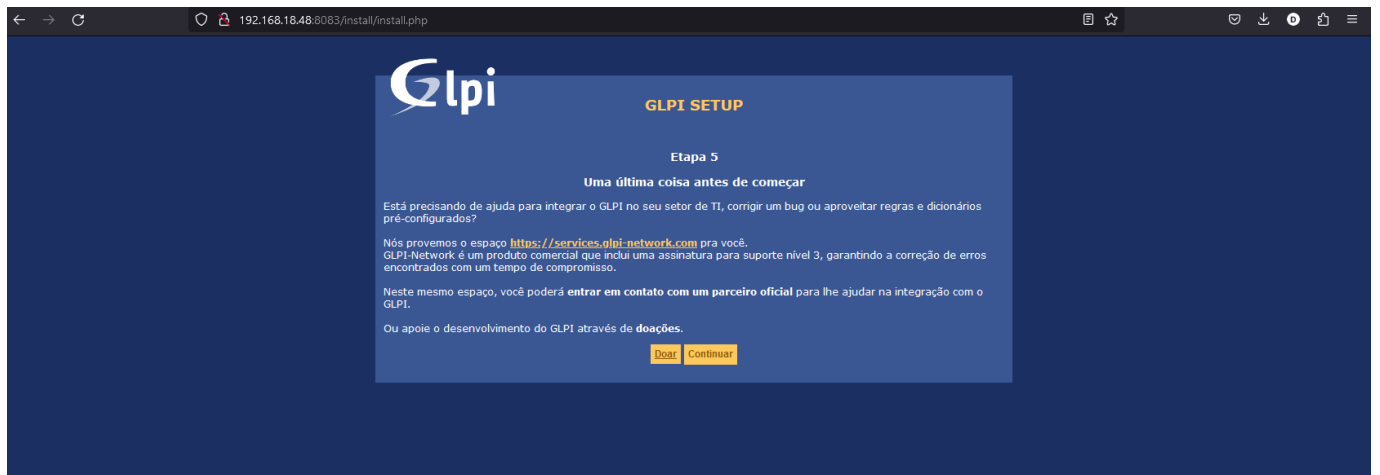 192.168.18.48:8083/install/install.php
Glpi
GLPI SETUP
Etapa 5
Uma última coisa antes de começar
Está precisando de ajuda para integrar o GLPI no seu setor de TI, corrigir um bug ou aproveitar regras e dicionários
pré-configurados?
Nós provemos o espaço https://services.glpi-network.com pra você.
GLPI-Network é um produto comercial que inclui uma assinatura para suporte nível 3, garantindo a correção de erros
encontrados com um tempo de compromisso.
Neste mesmo espaço, você poderá entrar em contato com um parceiro oficial para lhe ajudar na integração com o
GLPI.
Ou apoie o desenvolvimento do GLPI através de doações.
Doar Continuar